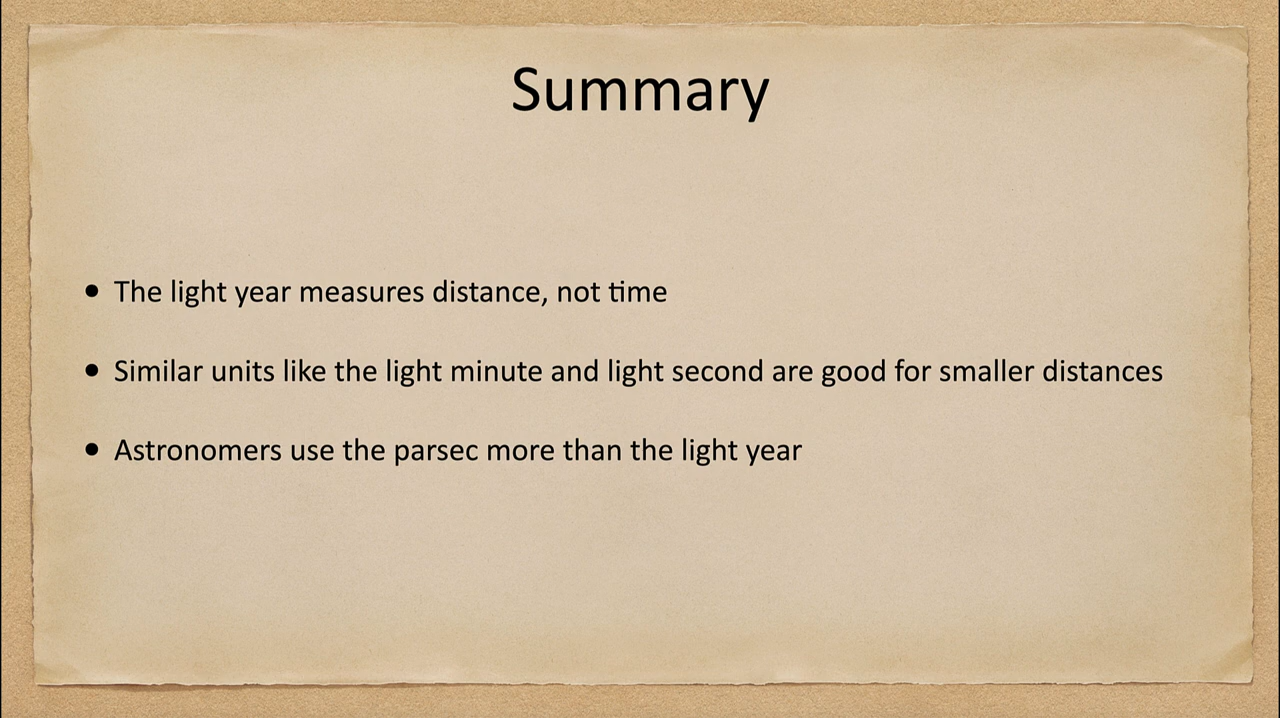 Summary
• The light year measures distance, not time
• Similar units like the light minute and light second are good for smaller distances
• Astronomers use the parsec more than the light year